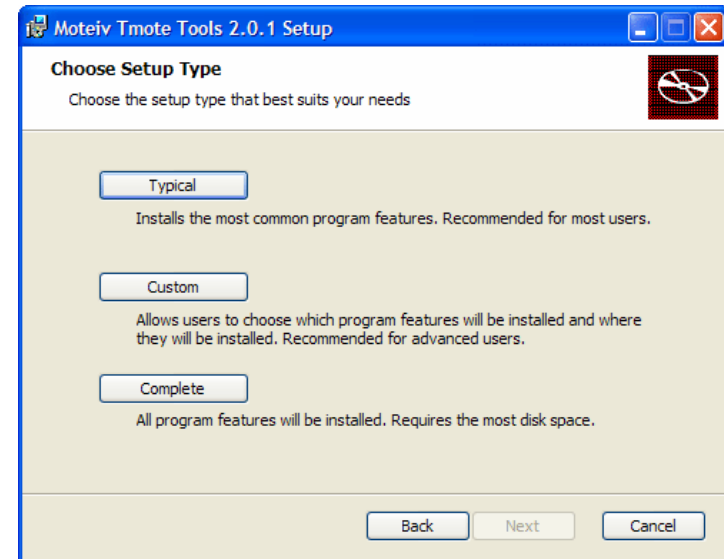 Moteiv Tmote Tools 2.0.1 Setup
Choose Setup Type
Choose the setup type that best suits your needs
Typical
Installs the most common program features. Recommended for most users.
Custom
Allows users to choose which program features will be installed and where
they will be installed. Recommended for advanced users.
Complete
All program features will be installed. Requires the most disk space.
Back
Next
Cancel